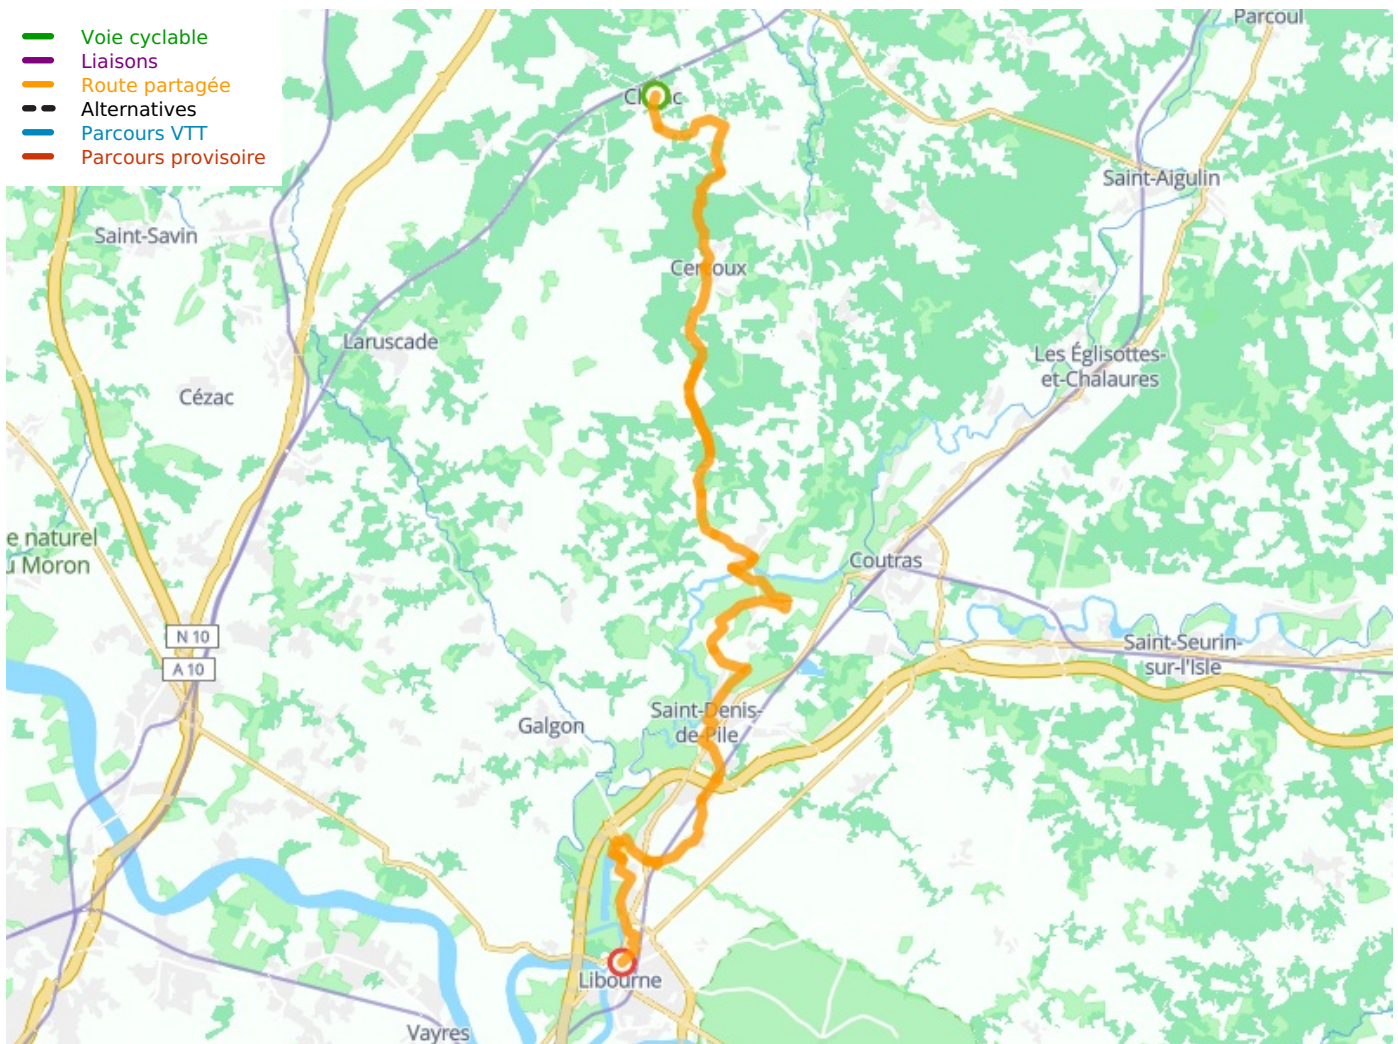 Voie cyclable
Liaisons
Route partagée
Alternatives
Parcours VTT
Parcours provisoire
Parcoul
Saint-Aigulin
Saint-Savin
Cercoux
Laruscade
Les Églisottes-
et-Chalaures
Cézac
e naturel
u Moron
Coutras
N 10
A 10
Saint-Seurin-
sur-l'Isle
Saint-Denis-
de-Pile
Galgon
Libourne
Vayres